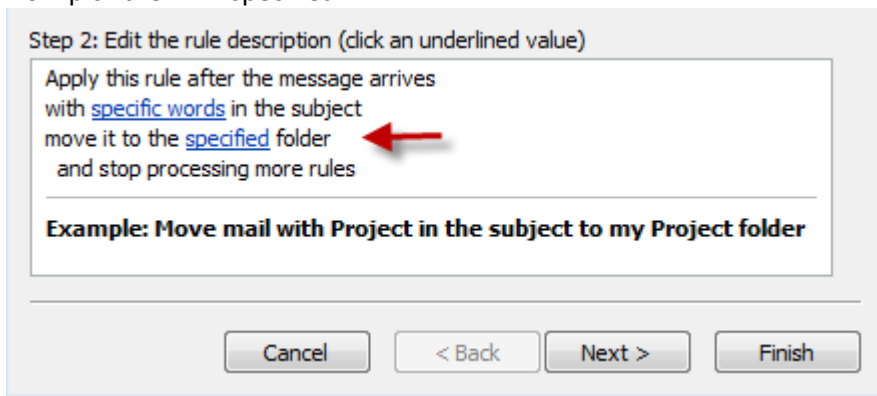 Step 2: Edit the rule description (click an underlined value)
Apply this rule after the message arrives
with specific words in the subject
move it to the specified folder
and stop processing more rules
Example: Move mail with Project in the subject to my Project folder
Cancel
< Back
Next >
Finish